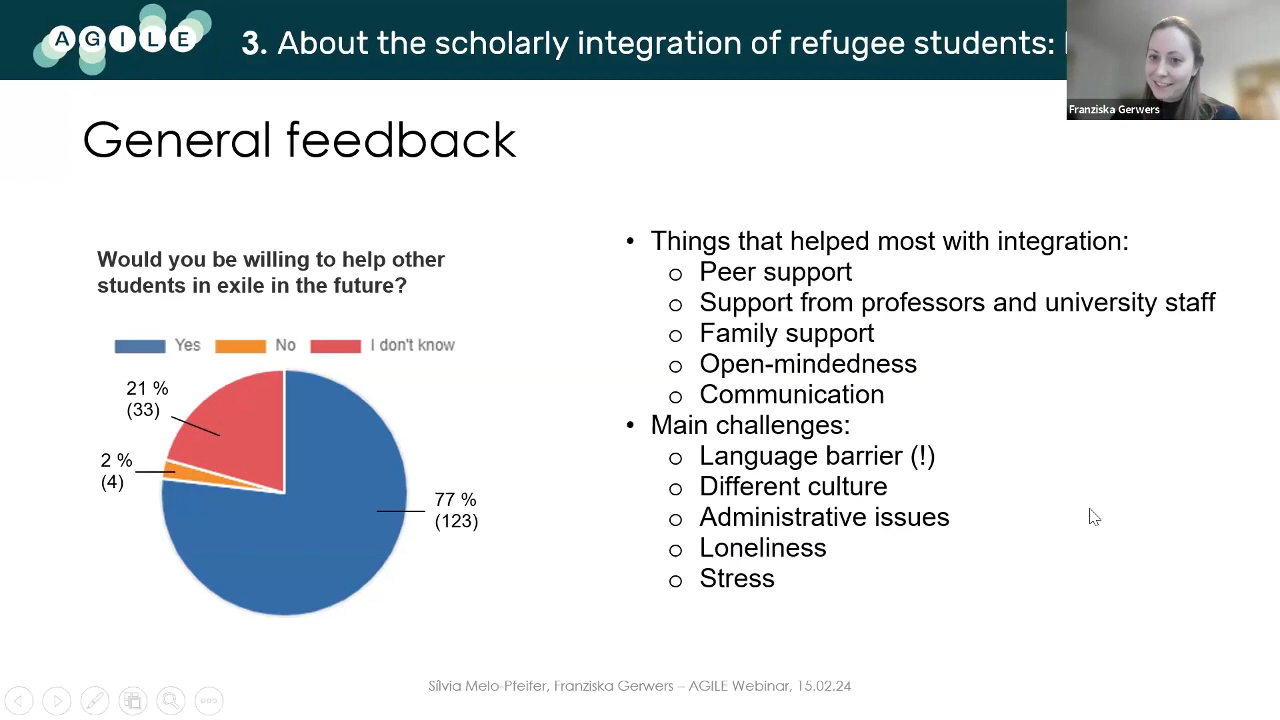 AGILE
3. About the scholarly integration of refugee students:
Franziska Gerwers
General feedback
Would you be willing to help other
students in exile in the future?
Yes No I don't know
21 %
(33)
2 %
(4)
77 %
(123)
• Things that helped most with integration:
o Peer support
o Support from professors and university staff
o Family support
o Open-mindedness
o Communication
• Main challenges:
o Language barrier (!)
o Different culture
o Administrative issues
o Loneliness
o Stress
Sílvia Melo-Pfeifer, Franziska Gerwers – AGILE Webinar, 15.02.24